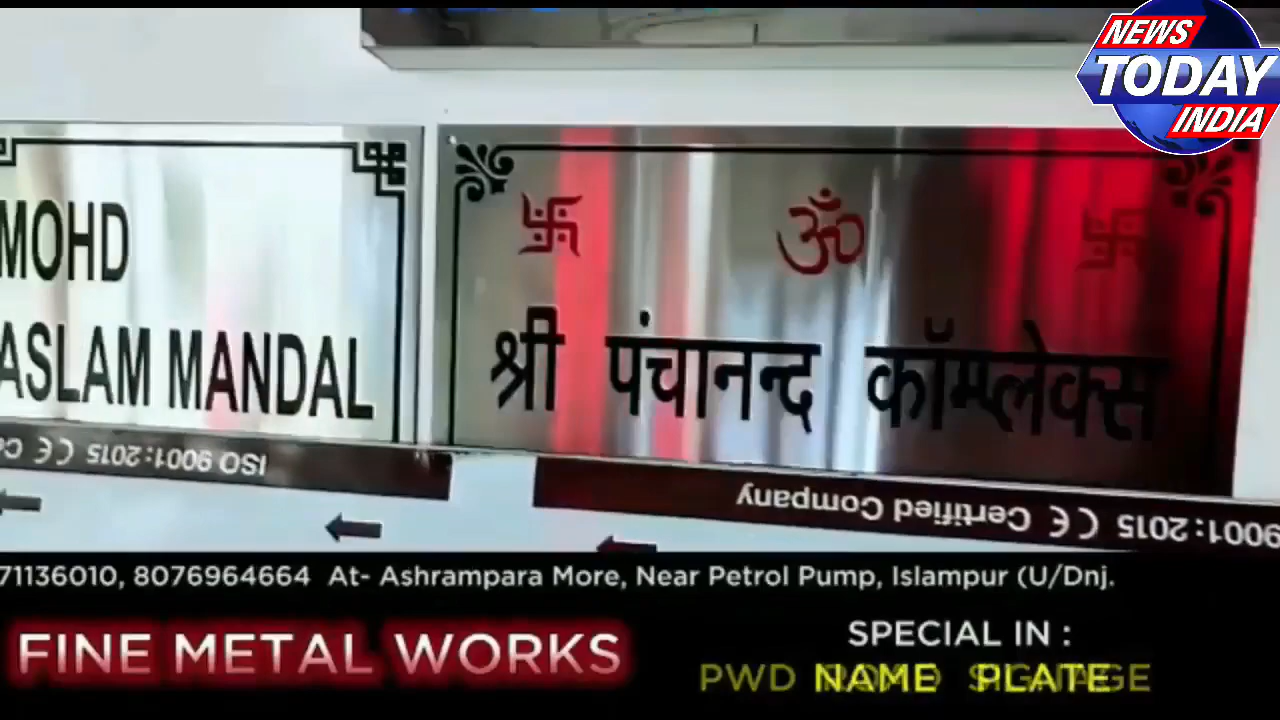 NEWS
TODAY
INDIA
ॐ
MOHD
ASLAM MANDAL
श्री पंचानन्द कॉम्प्लेक्स
ISO 9001:2015 CE
9001:2015 CE Certified Company
71136010, 8076964664 At- Ashrampara More, Near Petrol Pump, Islampur (U/Dnj.
FINE METAL WORKS
SPECIAL IN :
PWD NAME PLATE